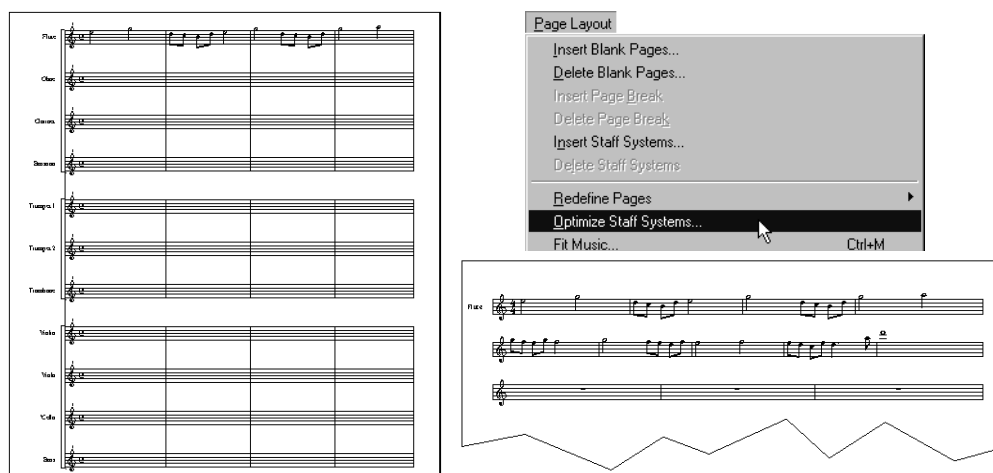 Flute
Oboe
Clarinet
Bassoon
Trumpet 1
Trumpet 2
Trombone
Violin
Viola
'Cello
Bass
Page Layout
Insert Blank Pages...
Delete Blank Pages...
Insert Page Break
Delete Page Break
Insert Staff Systems...
Delete Staff Systems
Redefine Pages
Optimize Staff Systems...
Fit Music... Ctrl+M
Flute
4
4